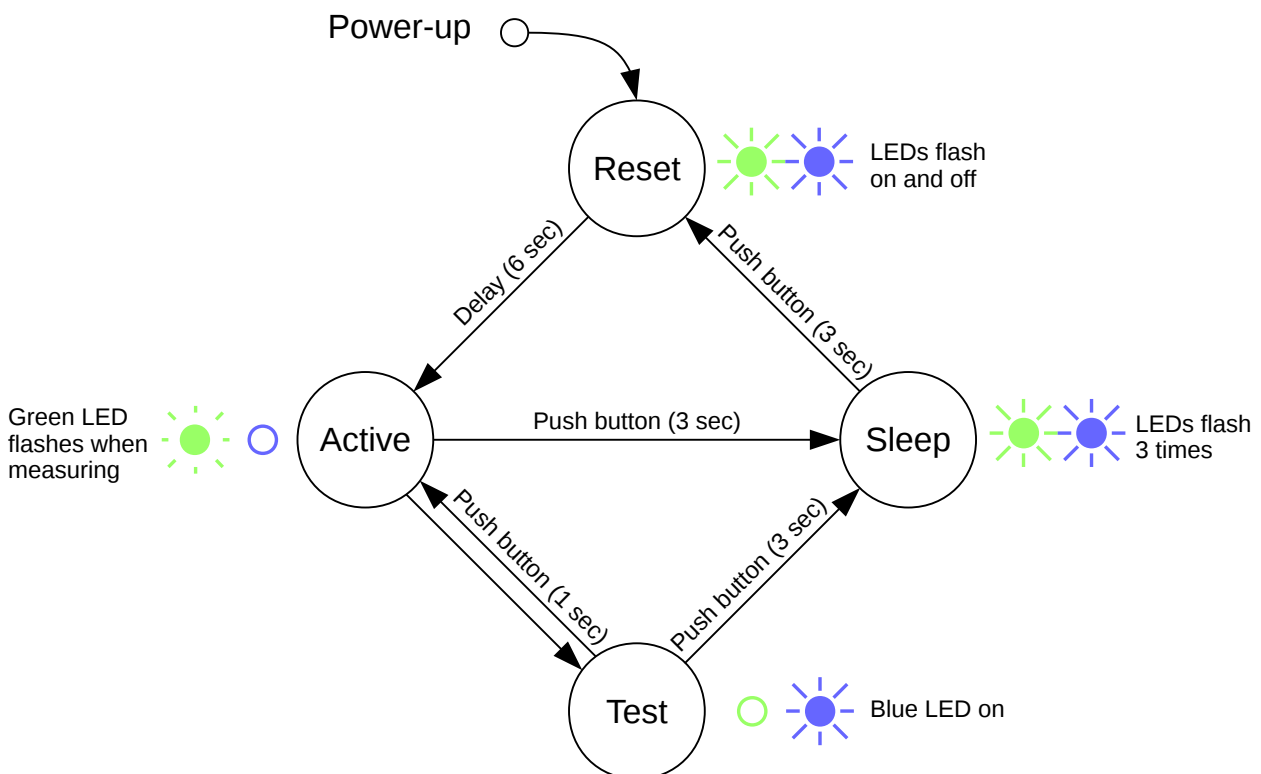 Power-up
Reset
LEDs flash
on and off
Delay (6 sec)
Push button (3 sec)
Green LED
flashes when
measuring
Active
Push button (3 sec)
Sleep
LEDs flash
3 times
Push button (1 sec)
Push button (3 sec)
Test
Blue LED on